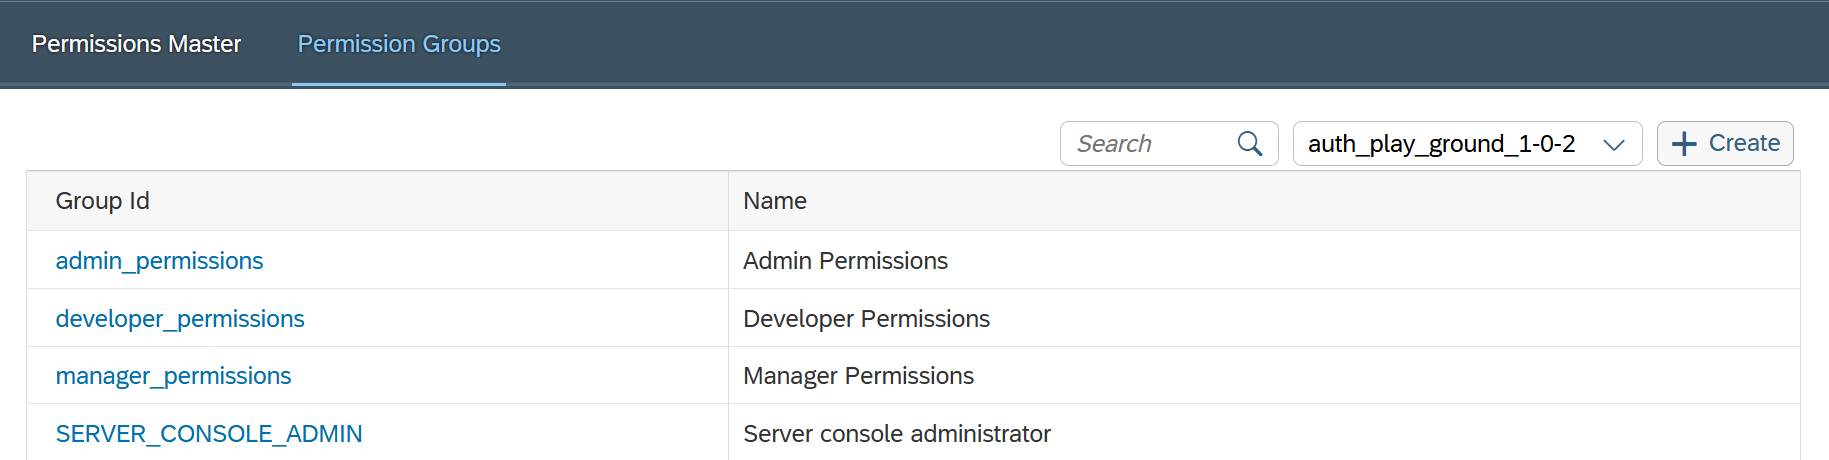 Permissions Master Permission Groups
Search auth_play_ground_1-0-2 Create
Group Id Name
admin_permissions Admin Permissions
developer_permissions Developer Permissions
manager_permissions Manager Permissions
SERVER_CONSOLE_ADMIN Server console administrator